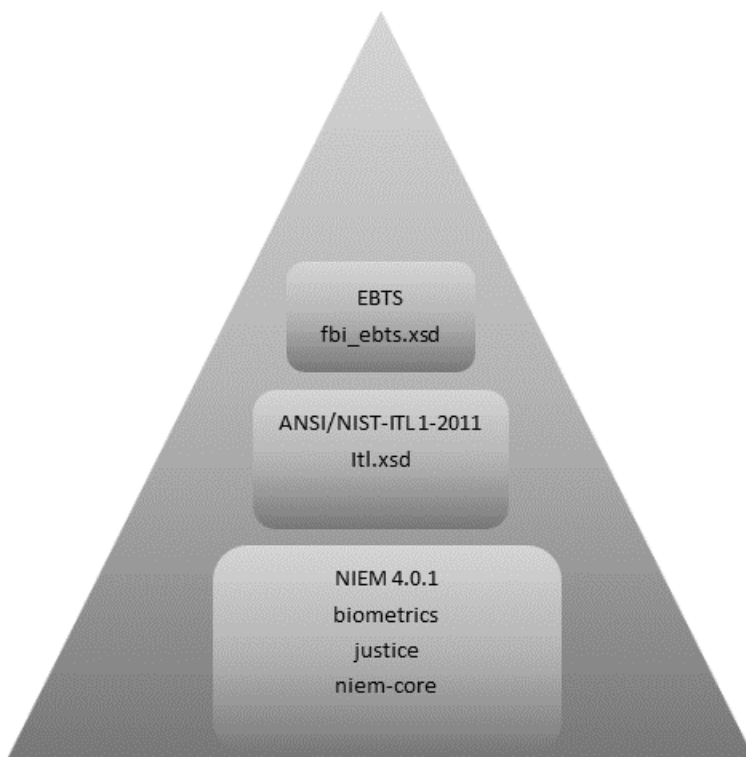 EBTS
fbi_ebts.xsd
ANSI/NIST-ITL 1-2011
Itl.xsd
NIEM 4.0.1
biometrics
justice
niem-core